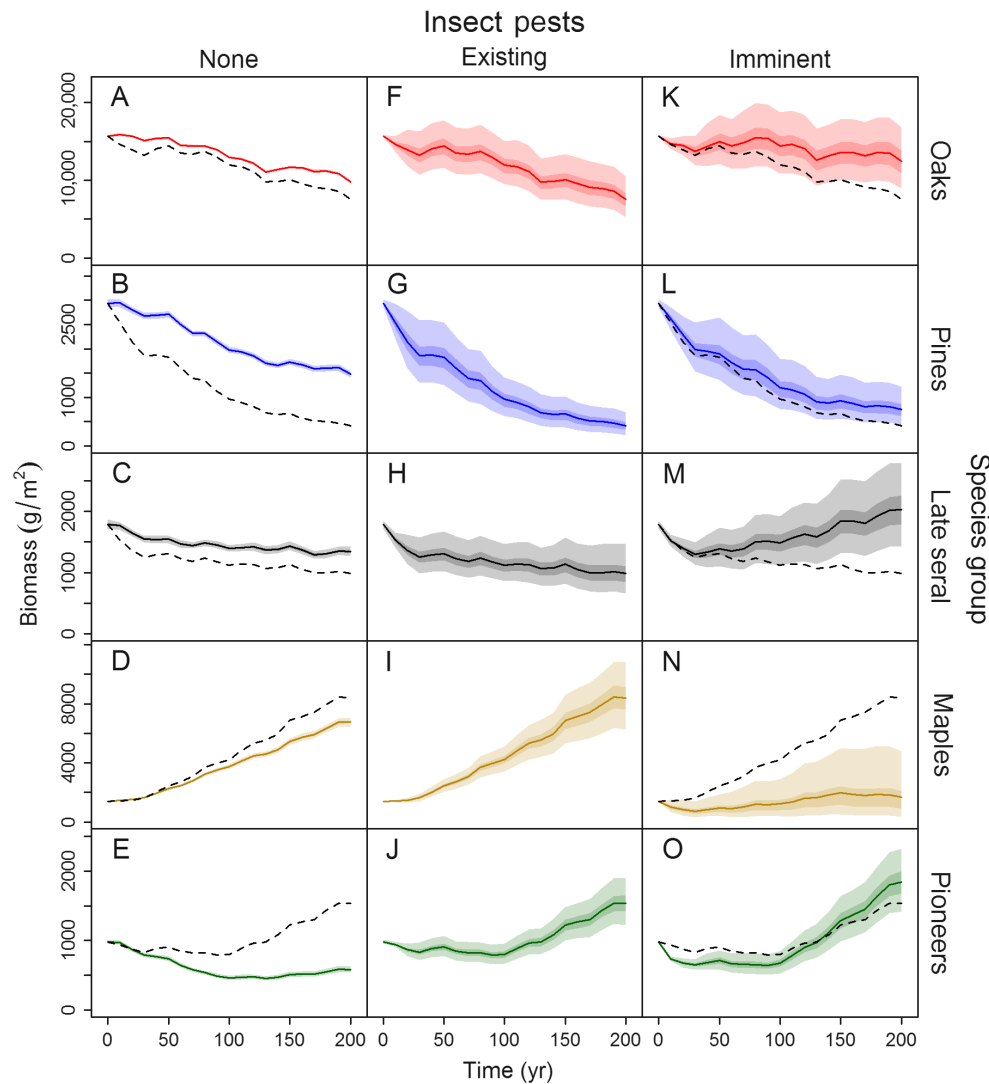 Insect pests
None
Existing
Imminent
A
F
K
20,000
10,000
0
Oaks
B
G
L
2500
1000
0
Pines
C
H
M
2000
1000
0
Late seral
D
I
N
8000
4000
0
Maples
E
J
O
2000
1000
0
Pioneers
Biomass (g/m²)
Species group
0 50 100 150 200
0 50 100 150 200
0 50 100 150 200
Time (yr)